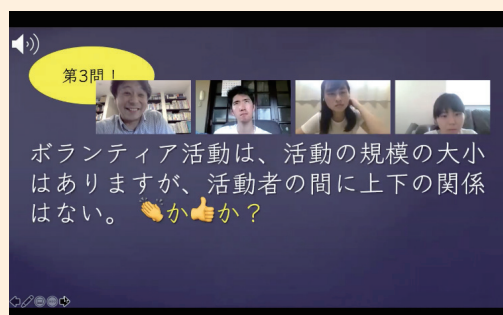 第3問！
ボランティア活動は、活動の規模の大小
はありますが、活動者の間に上下の関係
はない。 👏か👍か？